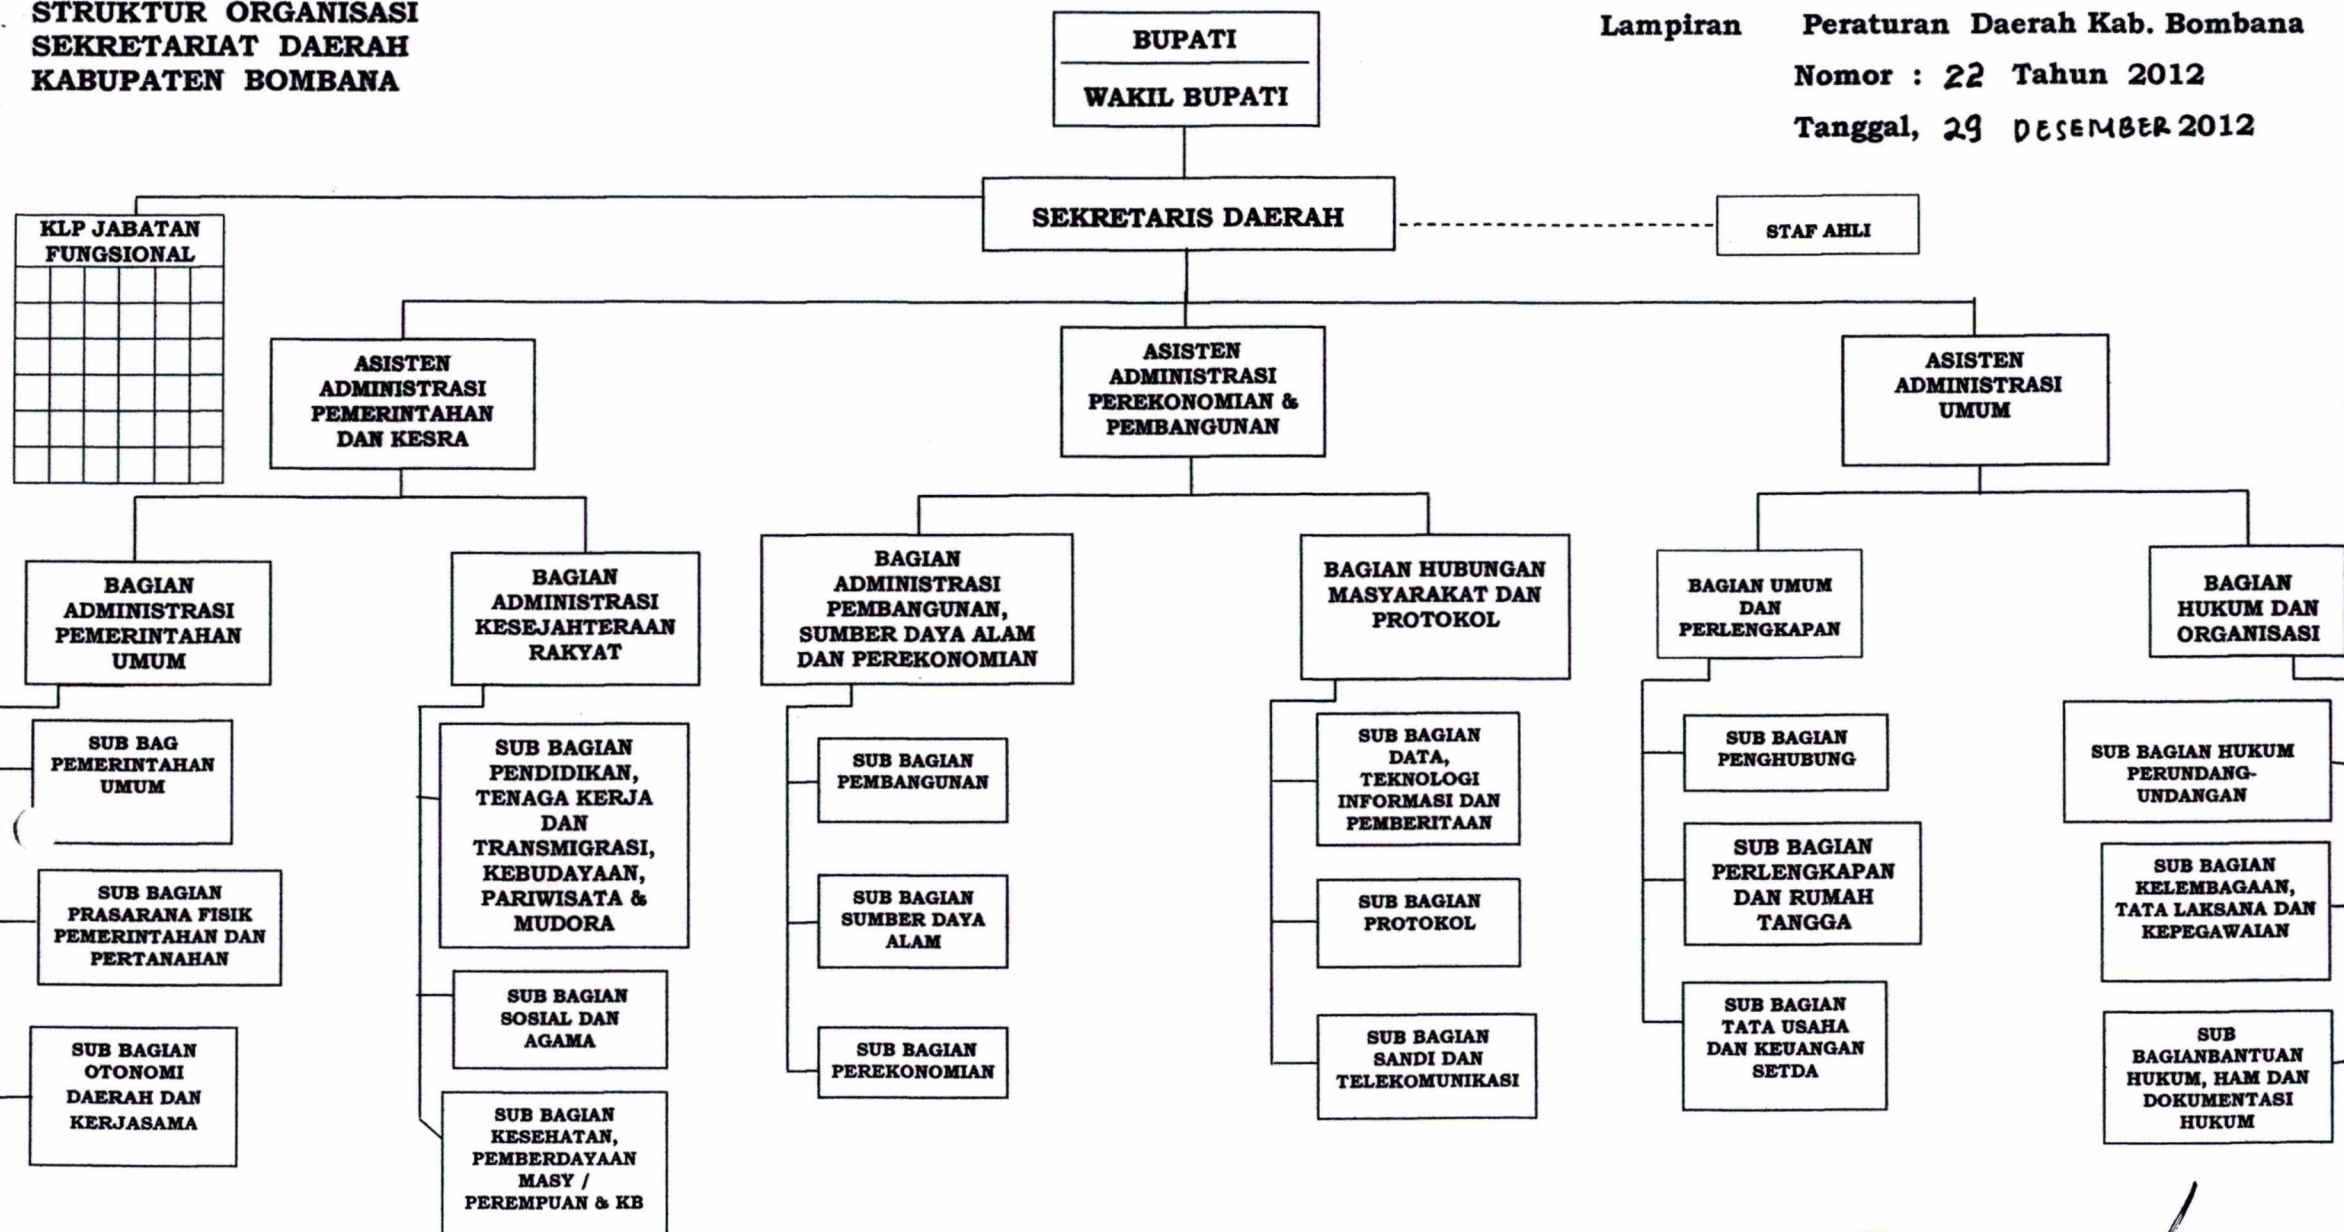 STRUKTUR ORGANISASI
SEKRETARIAT DAERAH
KABUPATEN BOMBANA
BUPATI
WAKIL BUPATI
Lampiran Peraturan Daerah Kab. Bombana
Nomor : 22 Tahun 2012
Tanggal, 29 DESEMBER 2012
SEKRETARIS DAERAH
STAF AHLI
KLP JABATAN
FUNGSIONAL
ASISTEN
ADMINISTRASI
PEMERINTAHAN
DAN KESRA
ASISTEN
ADMINISTRASI
PEREKONOMIAN &
PEMBANGUNAN
ASISTEN
ADMINISTRASI
UMUM
BAGIAN
ADMINISTRASI
PEMERINTAHAN
UMUM
BAGIAN
ADMINISTRASI
KESEJAHTERAAN
RAKYAT
BAGIAN
ADMINISTRASI
PEMBANGUNAN,
SUMBER DAYA ALAM
DAN PEREKONOMIAN
BAGIAN HUBUNGAN
MASYARAKAT DAN
PROTOKOL
BAGIAN UMUM
DAN
PERLENGKAPAN
BAGIAN
HUKUM DAN
ORGANISASI
SUB BAG
PEMERINTAHAN
UMUM
SUB BAGIAN
PRASARANA FISIK
PEMERINTAHAN DAN
PERTANAHAN
SUB BAGIAN
OTONOMI
DAERAH DAN
KERJASAMA
SUB BAGIAN
PENDIDIKAN,
TENAGA KERJA
DAN
TRANSMIGRASI,
KEBUDAYAAN,
PARIWISATA &
MUDORA
SUB BAGIAN
SOSIAL DAN
AGAMA
SUB BAGIAN
KESEHATAN,
PEMBERDAYAAN
MASY /
PEREMPUAN & KB
SUB BAGIAN
PEMBANGUNAN
SUB BAGIAN
SUMBER DAYA
ALAM
SUB BAGIAN
PEREKONOMIAN
SUB BAGIAN
DATA,
TEKNOLOGI
INFORMASI DAN
PEMBERITAAN
SUB BAGIAN
PROTOKOL
SUB BAGIAN
SANDI DAN
TELEKOMUNIKASI
SUB BAGIAN
PENGHUBUNG
SUB BAGIAN
PERLENGKAPAN
DAN RUMAH
TANGGA
SUB BAGIAN
TATA USAHA
DAN KEUANGAN
SETDA
SUB BAGIAN HUKUM
PERUNDANG-
UNDANGAN
SUB BAGIAN
KELEMBAGAAN,
TATA LAKSANA DAN
KEPEGAWAIAN
SUB
BAGIANBANTUAN
HUKUM, HAM DAN
DOKUMENTASI
HUKUM